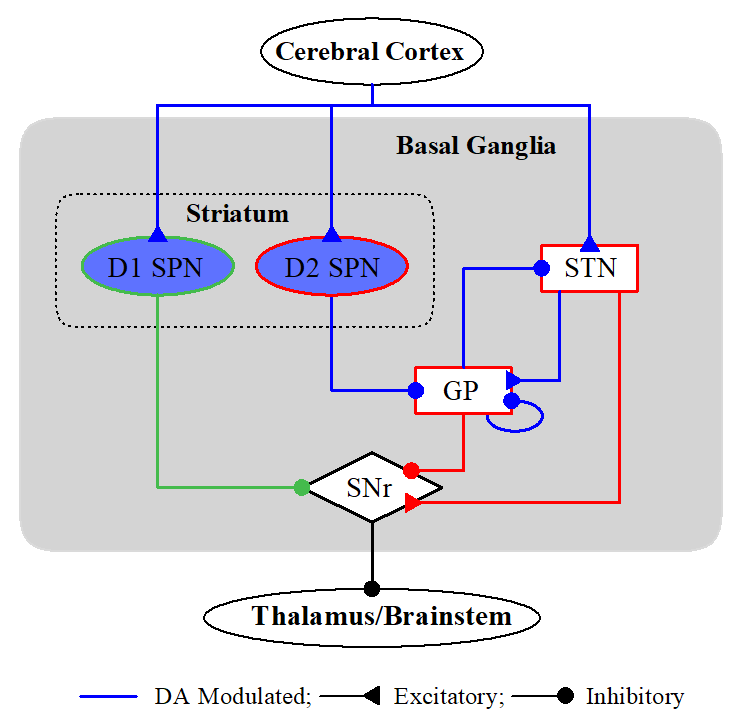 Cerebral Cortex
Basal Ganglia
Striatum
D1 SPN
D2 SPN
STN
GP
SNr
Thalamus/Brainstem
DA Modulated; Excitatory; Inhibitory